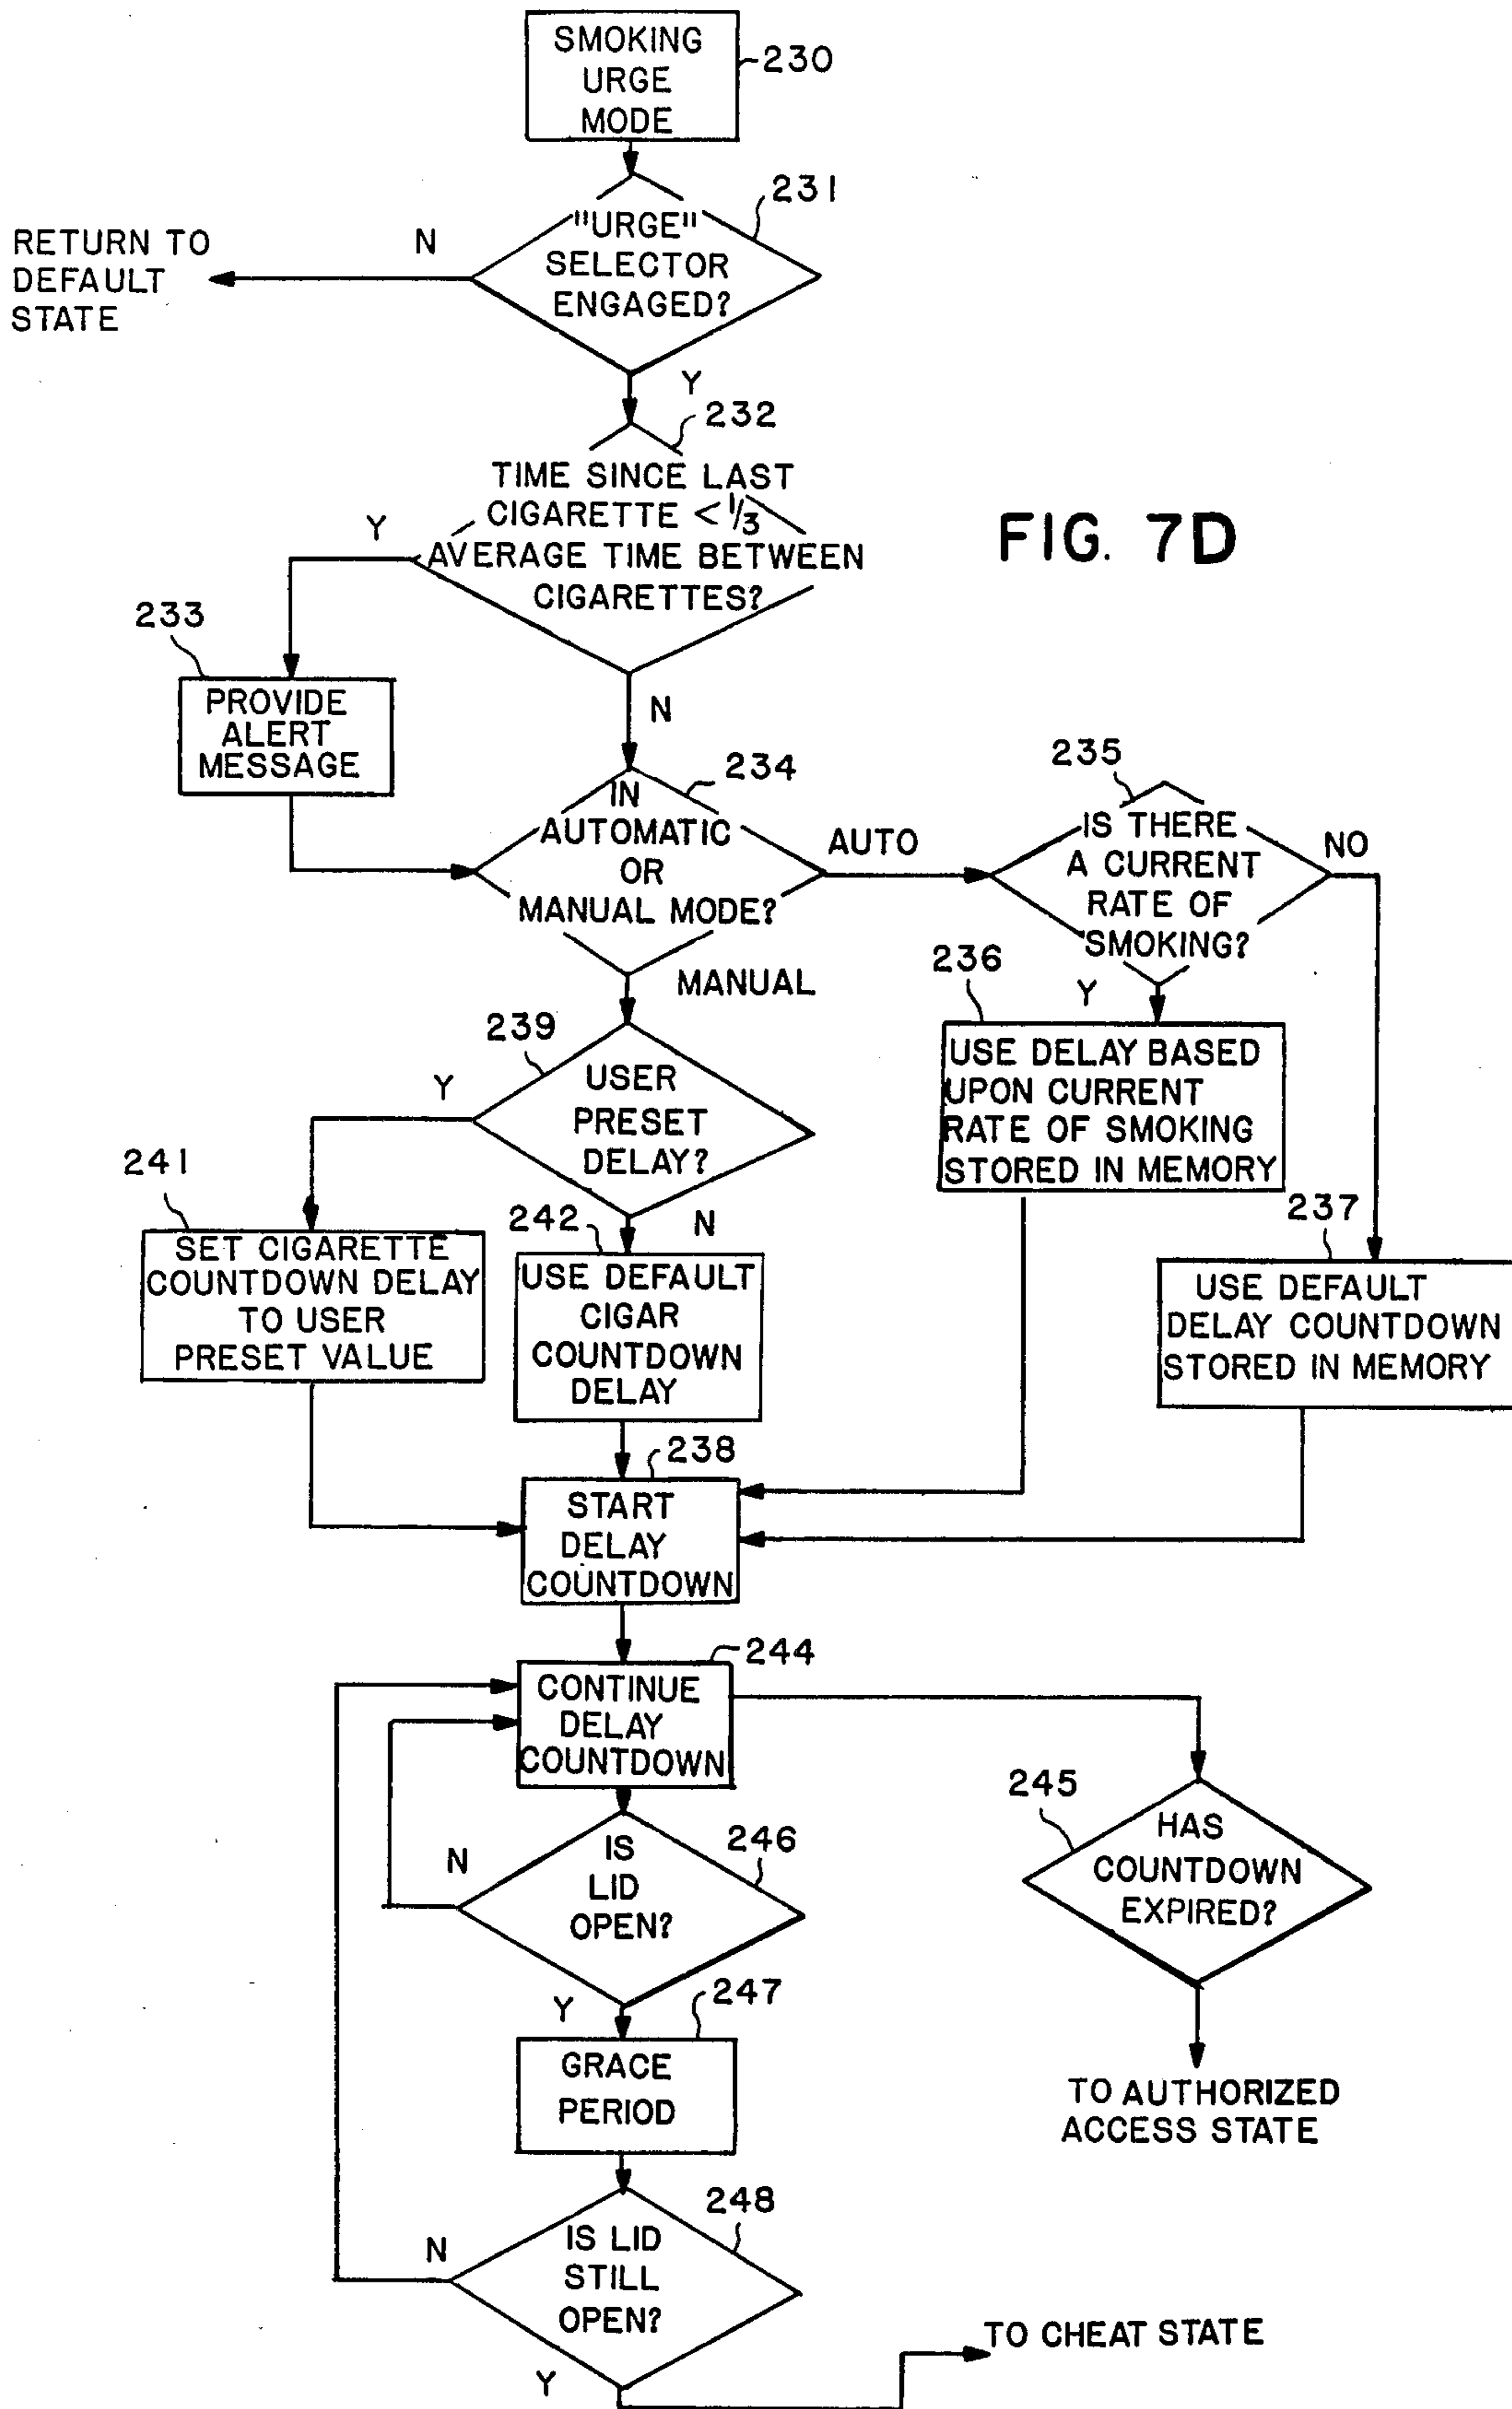 SMOKING
URGE
MODE
230
231
"URGE"
SELECTOR
ENGAGED?
N
RETURN TO
DEFAULT
STATE
Y
232
TIME SINCE LAST
CIGARETTE < 1/3
AVERAGE TIME BETWEEN
CIGARETTES?
Y
FIG. 7D
233
PROVIDE
ALERT
MESSAGE
N
234
IN
AUTOMATIC
OR
MANUAL MODE?
AUTO
235
IS THERE
A CURRENT
RATE OF
SMOKING?
NO
MANUAL
Y
236
USE DELAY BASED
UPON CURRENT
RATE OF SMOKING
STORED IN MEMORY
239
USER
PRESET
DELAY?
Y
N
241
SET CIGARETTE
COUNTDOWN DELAY
TO USER
PRESET VALUE
242
USE DEFAULT
CIGAR
COUNTDOWN
DELAY
237
USE DEFAULT
DELAY COUNTDOWN
STORED IN MEMORY
238
START
DELAY
COUNTDOWN
244
CONTINUE
DELAY
COUNTDOWN
245
HAS
COUNTDOWN
EXPIRED?
246
IS
LID
OPEN?
N
Y
247
GRACE
PERIOD
TO AUTHORIZED
ACCESS STATE
248
IS LID
STILL
OPEN?
N
Y
TO CHEAT STATE